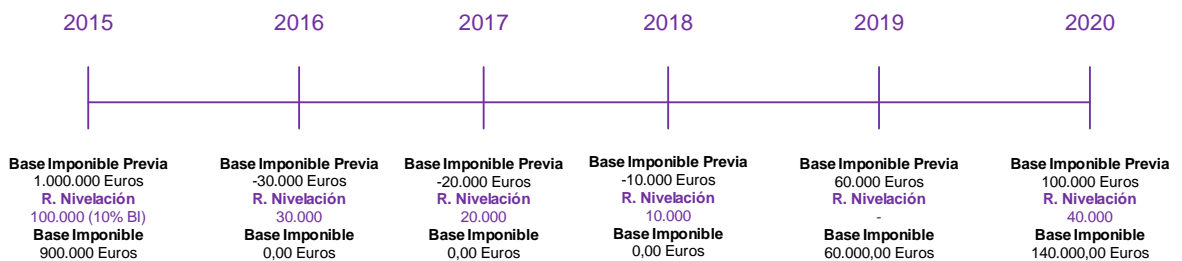 2015
2016
2017
2018
2019
2020
Base Imponible Previa
1.000.000 Euros
R. Nivelación
100.000 (10% BI)
Base Imponible
900.000 Euros
Base Imponible Previa
-30.000 Euros
R. Nivelación
30.000
Base Imponible
0,00 Euros
Base Imponible Previa
-20.000 Euros
R. Nivelación
20.000
Base Imponible
0,00 Euros
Base Imponible Previa
-10.000 Euros
R. Nivelación
10.000
Base Imponible
0,00 Euros
Base Imponible Previa
60.000 Euros
R. Nivelación
-
Base Imponible
60.000,00 Euros
Base Imponible Previa
100.000 Euros
R. Nivelación
40.000
Base Imponible
140.000,00 Euros